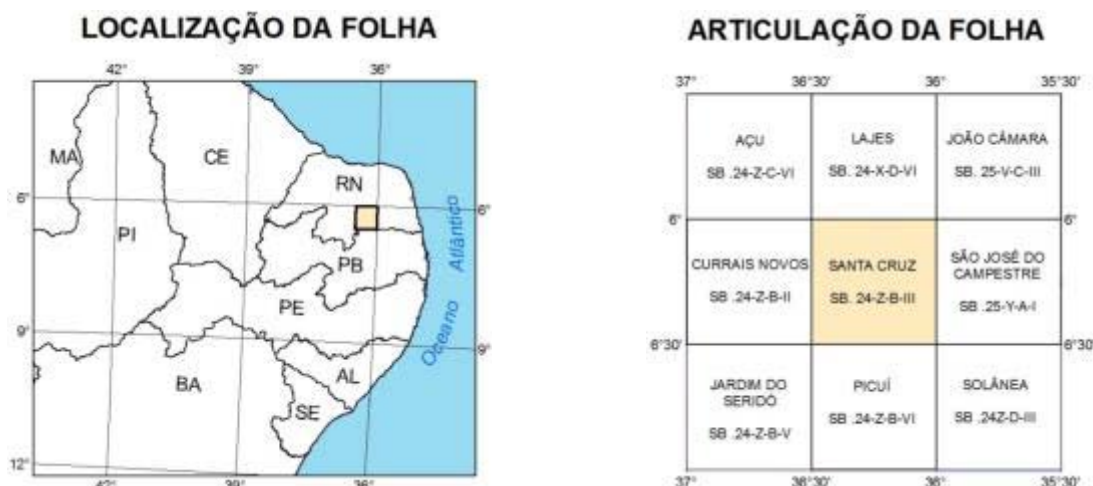 LOCALIZAÇÃO DA FOLHA
42° 39° 36°
MA
CE
RN
6°
6°
PI
PB
PE
9°
9°
BA
AL
SE
12°
42° 39° 36°
Oceano Atlântico
ARTICULAÇÃO DA FOLHA
37° 36°30' 36° 35°30'
AÇU
SB .24-Z-C-VI
LAJES
SB. 24-X-D-VI
JOÃO CÂMARA
SB. 25-V-C-III
6°
6°
CURRAIS NOVOS
SB .24-Z-B-II
SANTA CRUZ
SB. 24-Z-B-III
SÃO JOSÉ DO
CAMPESTRE
SB .25-Y-A-I
6°30'
6°30'
JARDIM DO
SERIDÓ
SB .24-Z-B-V
PICUÍ
SB .24-Z-B-VI
SOLÂNEA
SB .24Z-D-III
37° 36°30' 36° 35°30'